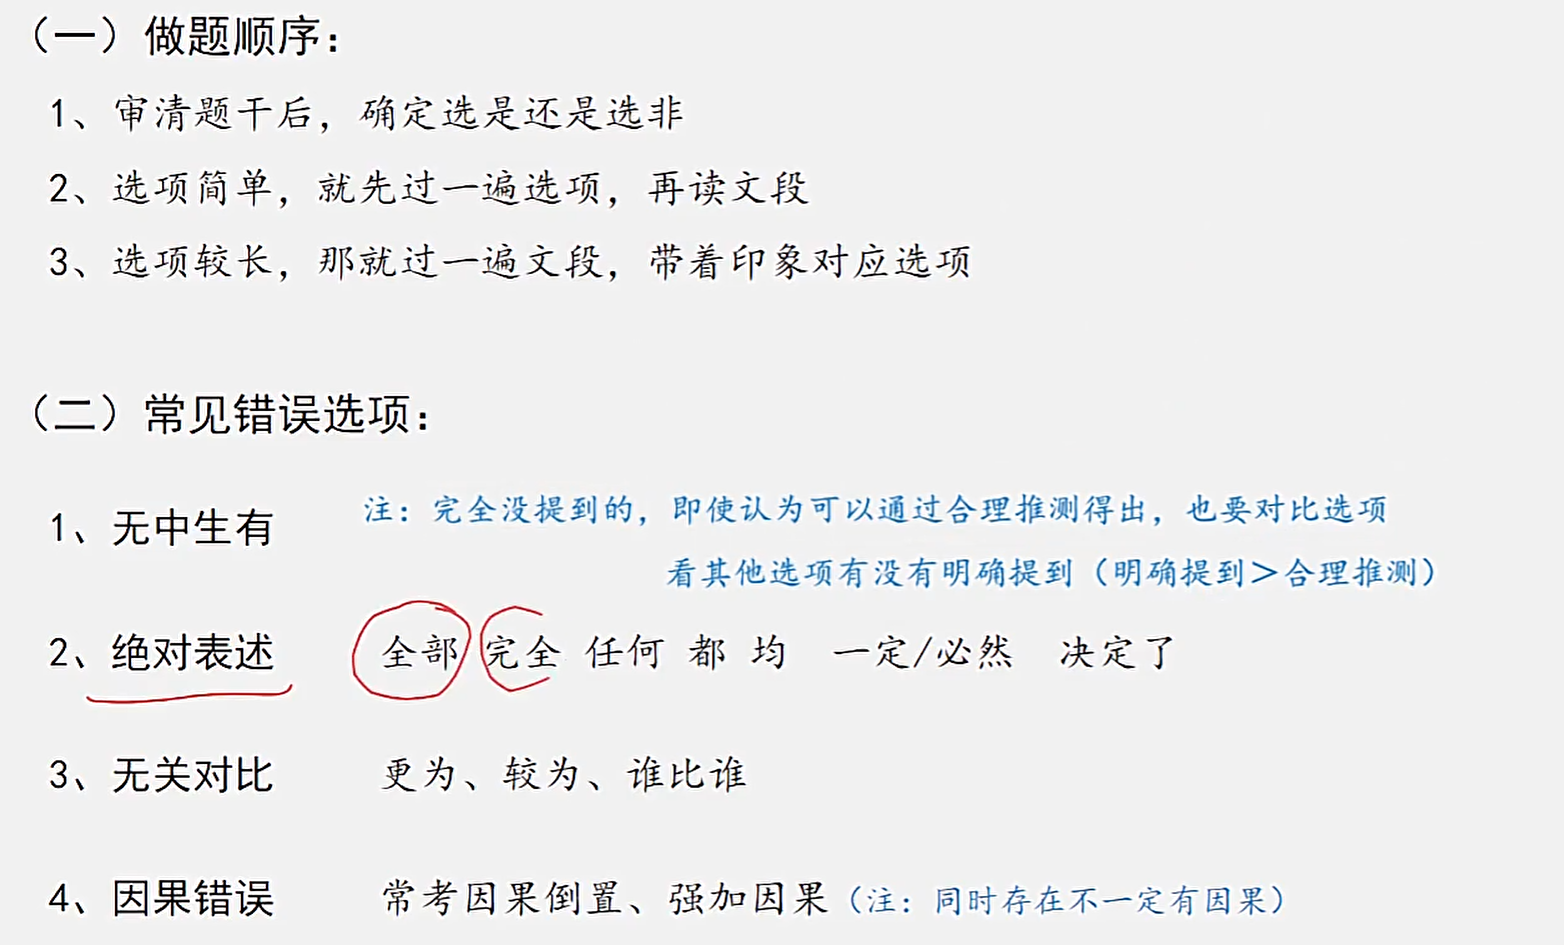 （一）做题顺序：
1、审清题干后，确定选是还是选非
2、选项简单，就先过一遍选项，再读文段
3、选项较长，那就过一遍文段，带着印象对应选项
（二）常见错误选项：
1、无中生有 注：完全没提到的，即使认为可以通过合理推测得出，也要对比选项
看其他选项有没有明确提到（明确提到＞合理推测）
2、绝对表述 全部 完全 任何 都 均 一定/必然 决定了
3、无关对比 更为、较为、谁比谁
4、因果错误 常考因果倒置、强加因果（注：同时存在不一定有因果）